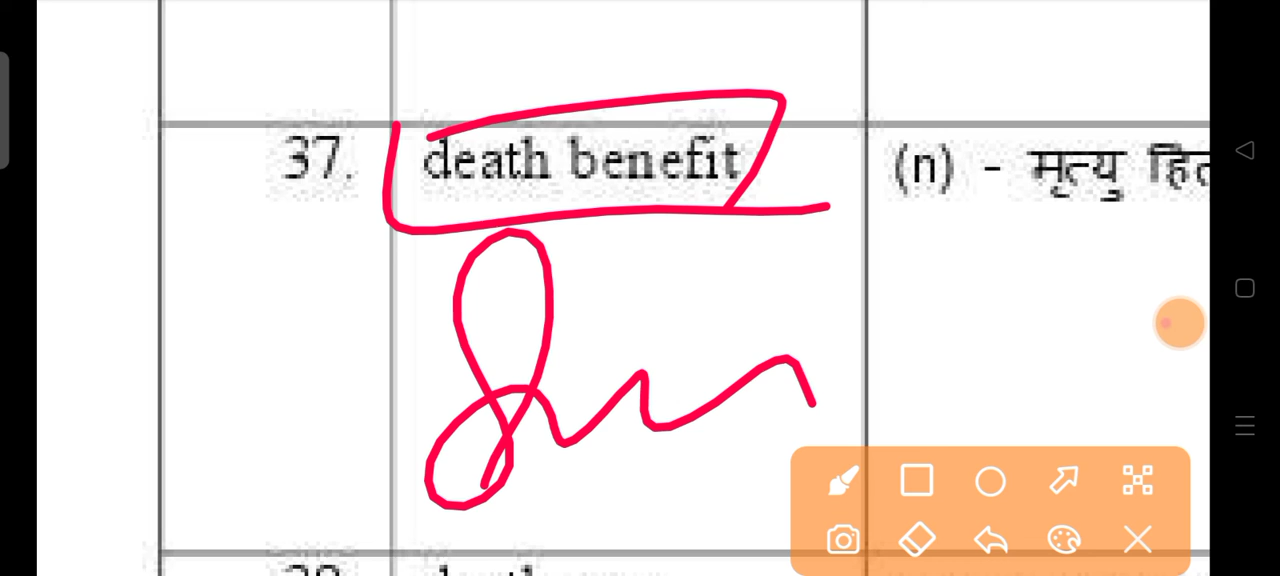 37. death benefit (n) - मृत्यु हित